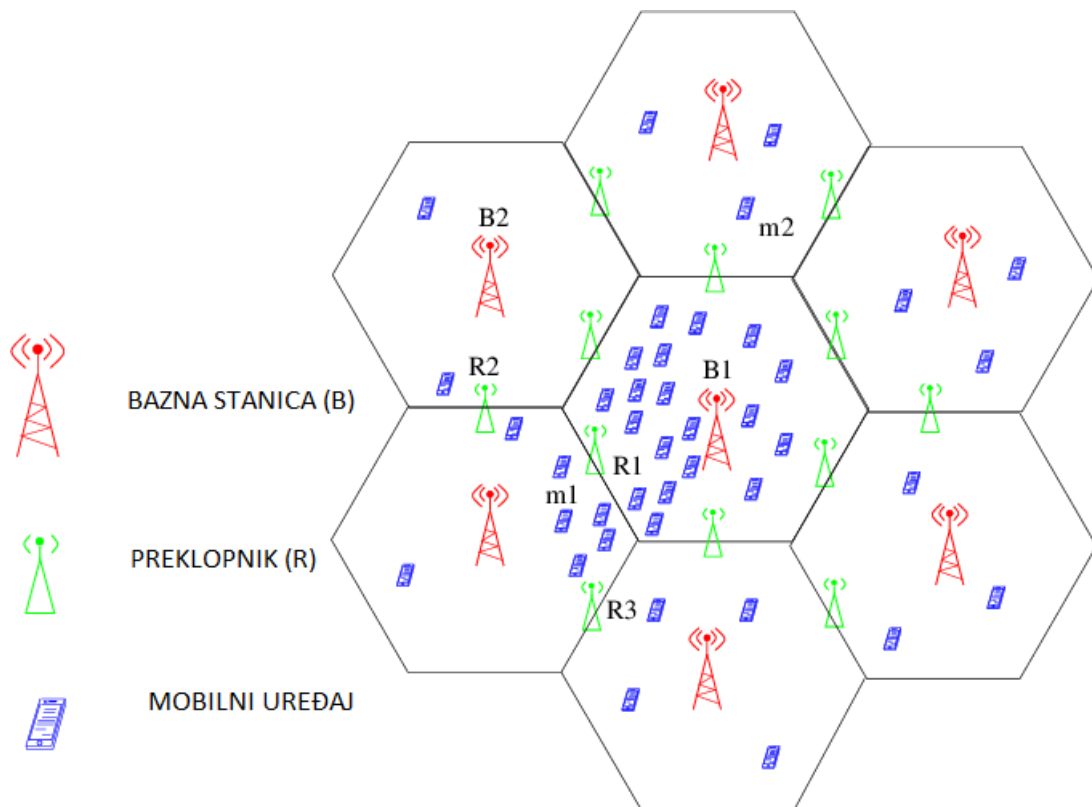 m2
B2
B1
R2
BAZNA STANICA (B)
R1
m1
PREKLOPNIK (R)
R3
MOBILNI UREĐAJ